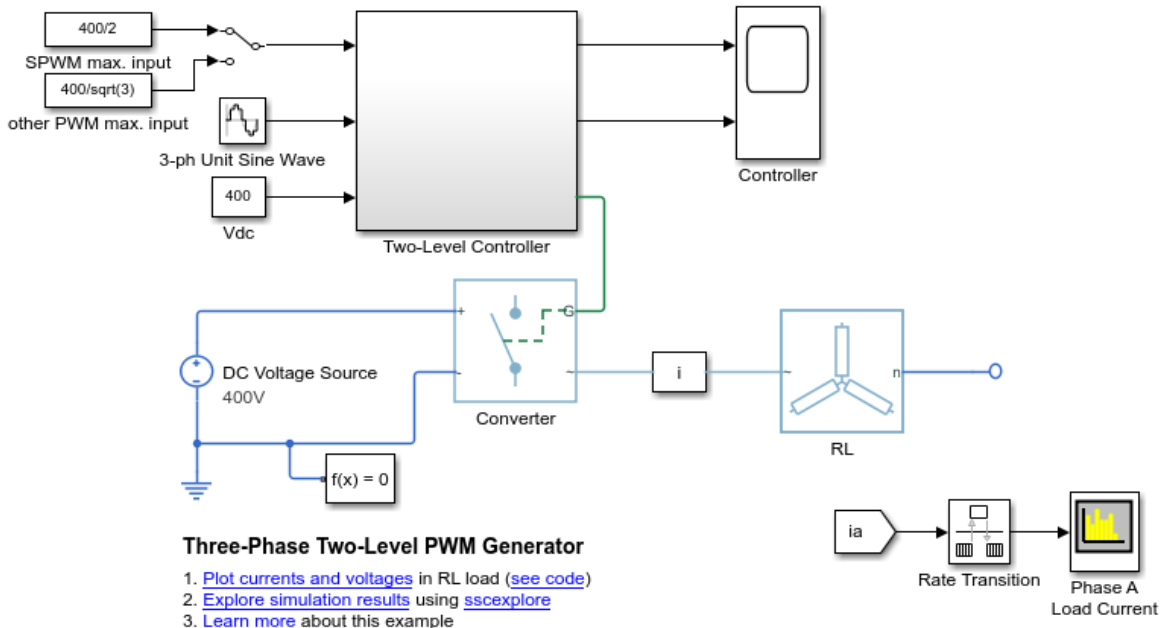 400/2
SPWM max. input
400/sqrt(3)
other PWM max. input
3-ph Unit Sine Wave
400
Vdc
Two-Level Controller
Controller
+
G
-
~
Converter
DC Voltage Source
400V
i
~
n
RL
f(x) = 0
ia
Rate Transition
Phase A
Load Current
Three-Phase Two-Level PWM Generator
1. Plot currents and voltages in RL load (see code)
2. Explore simulation results using sscexplore
3. Learn more about this example